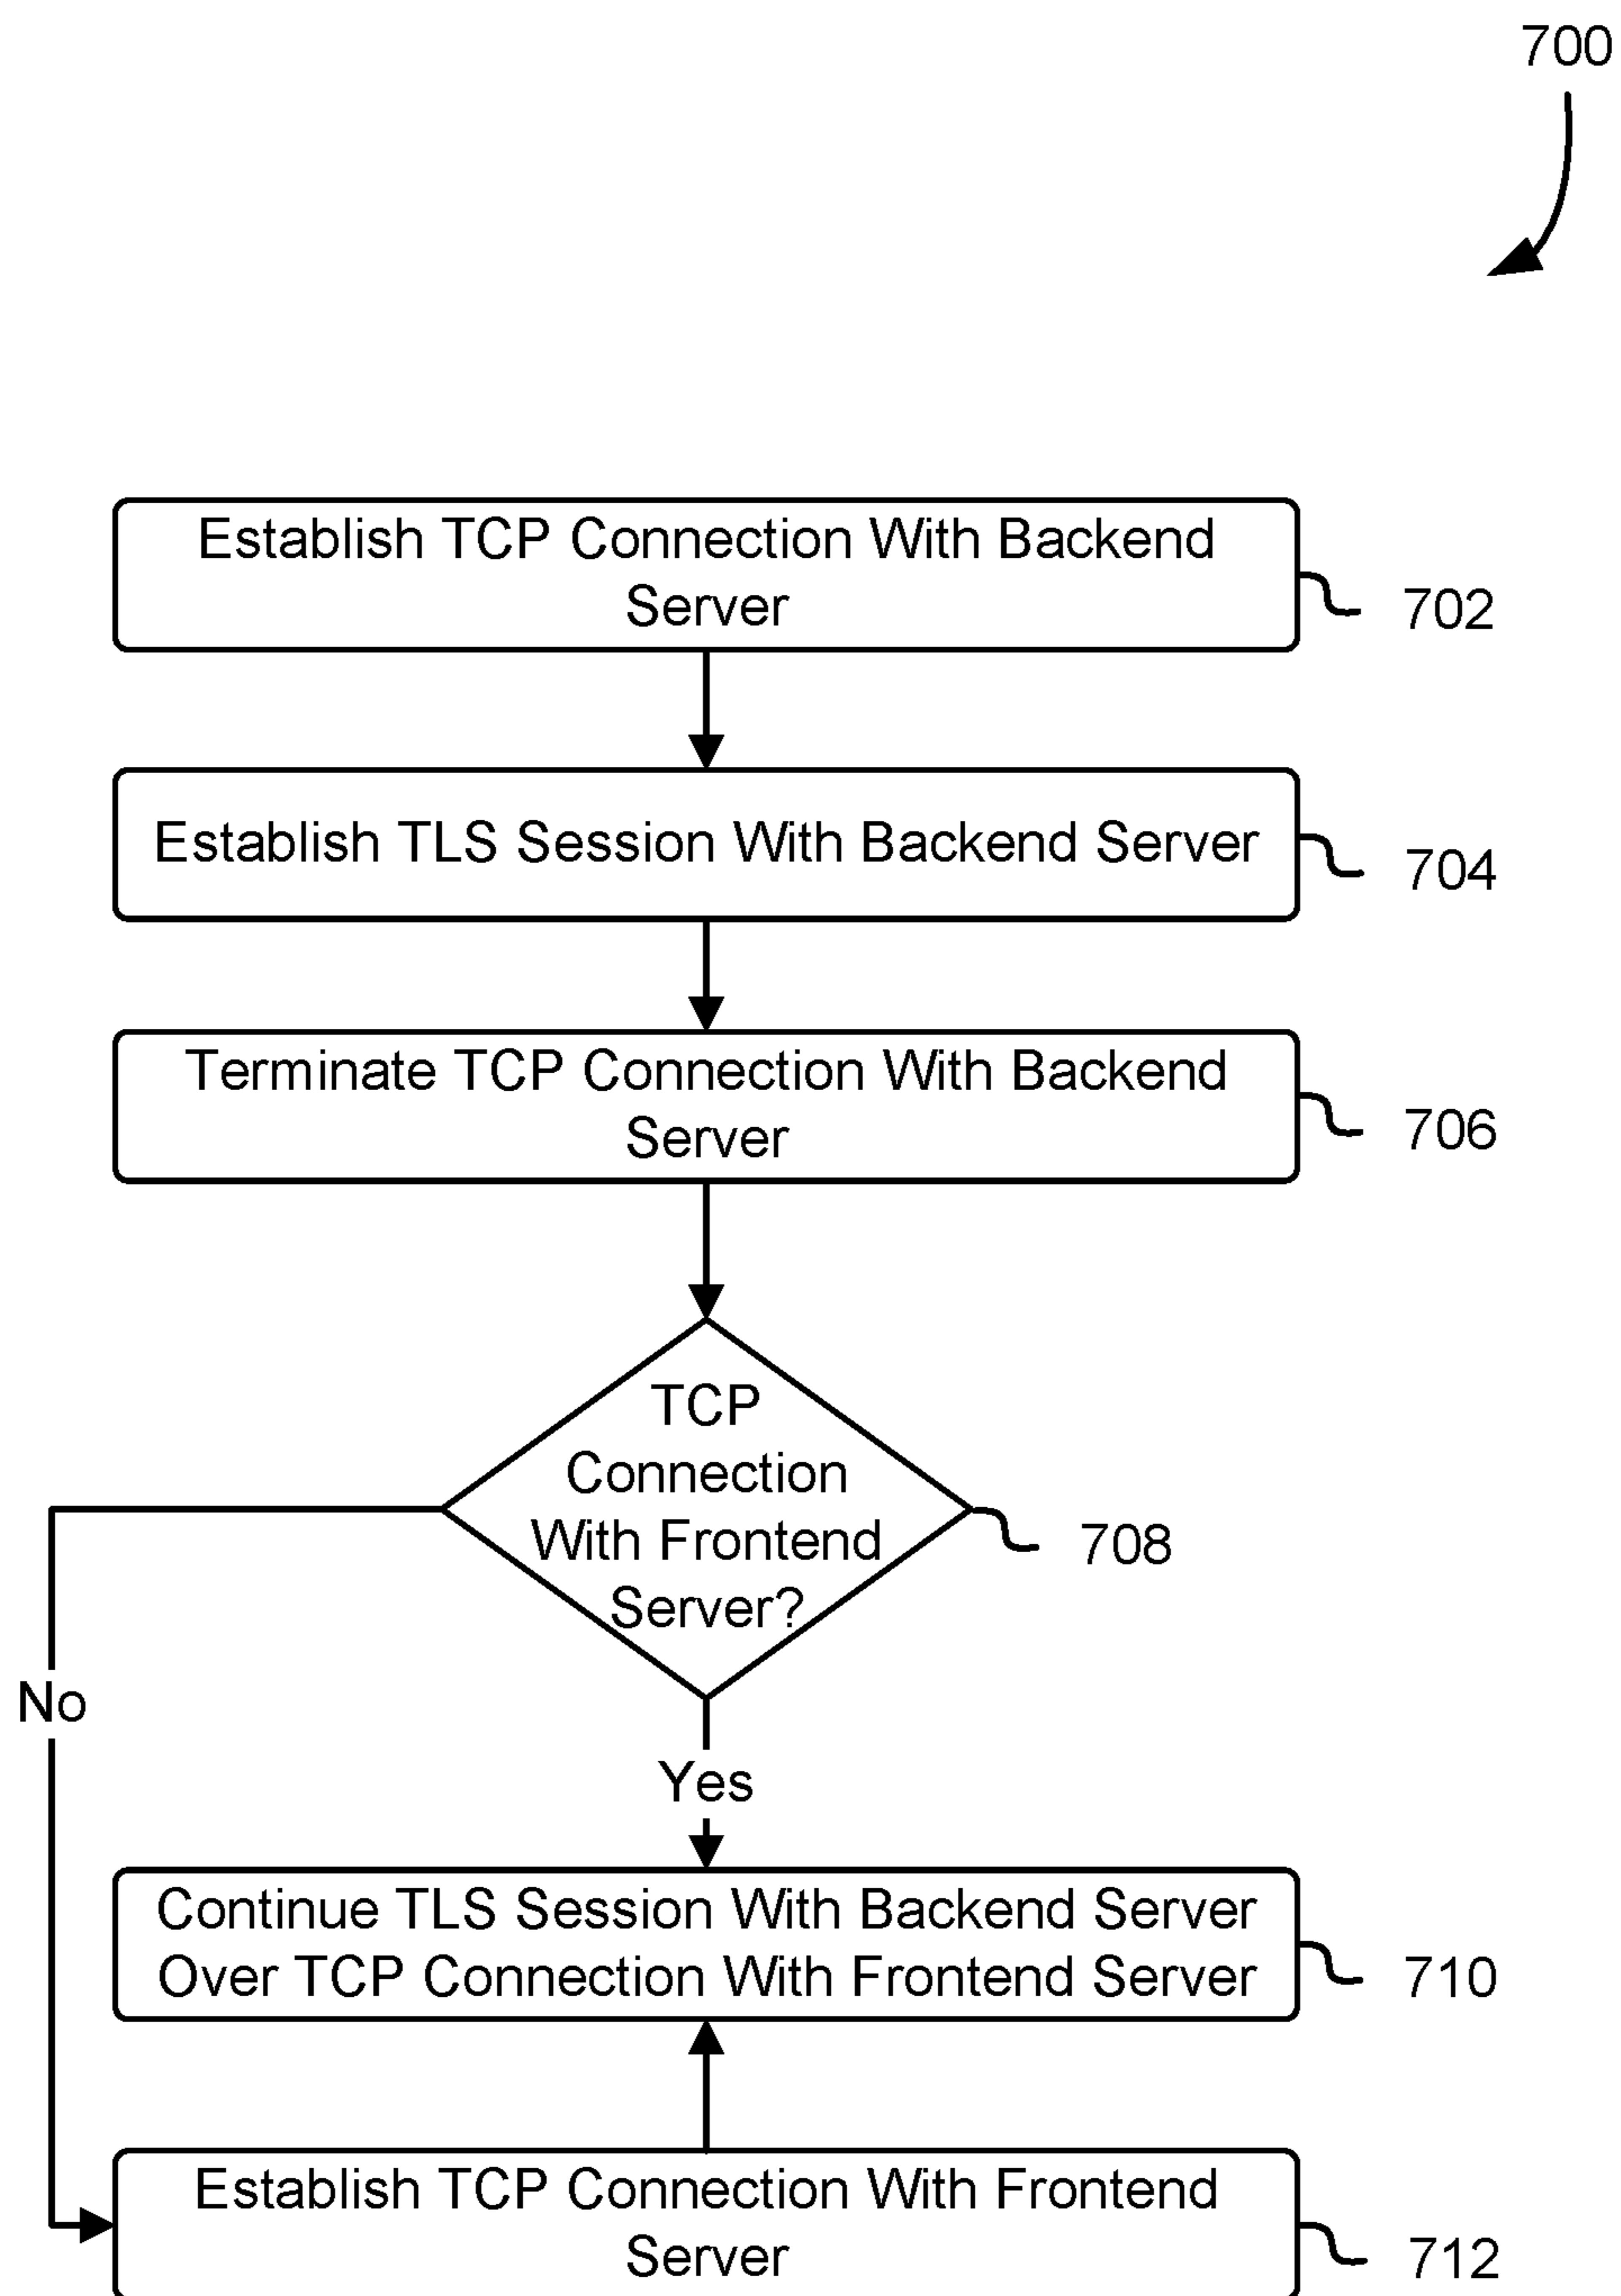 700
Establish TCP Connection With Backend
Server
702
Establish TLS Session With Backend Server
704
Terminate TCP Connection With Backend
Server
706
TCP
Connection
With Frontend
Server?
708
No
Yes
Continue TLS Session With Backend Server
Over TCP Connection With Frontend Server
710
Establish TCP Connection With Frontend
Server
712